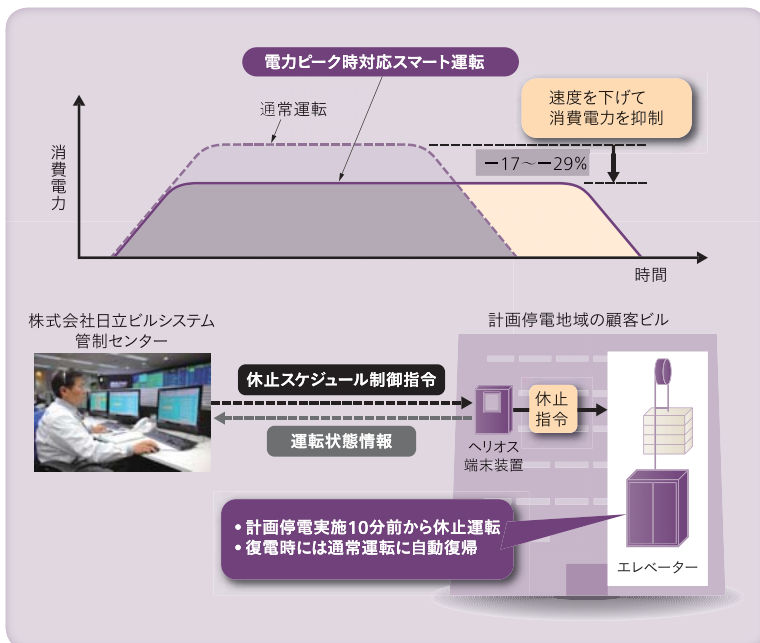 電力ピーク時対応スマート運転
通常運転
速度を下げて
消費電力を抑制
消費電力
−17〜−29%
時間
株式会社日立ビルシステム
管制センター
計画停電地域の顧客ビル
休止スケジュール制御指令
運転状態情報
休止
指令
ヘリオス
端末装置
• 計画停電実施10分前から休止運転
• 復電時には通常運転に自動復帰
エレベーター